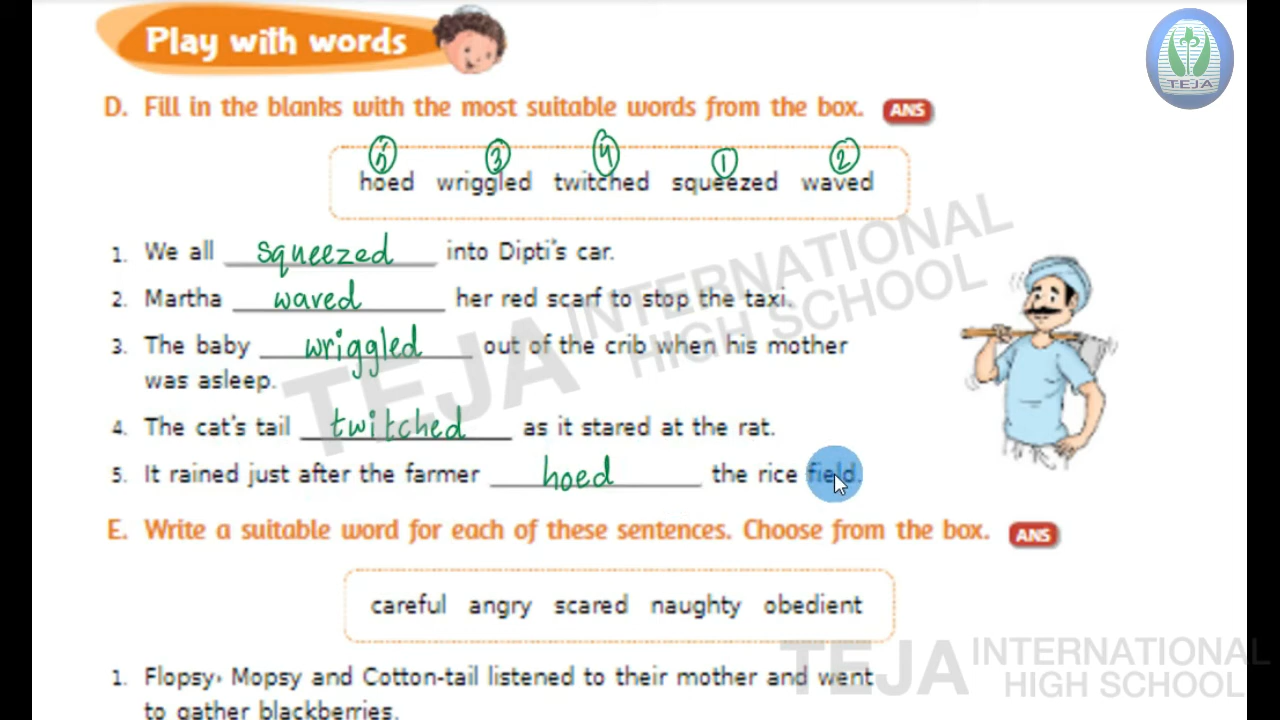 Play with words
TEJA
D. Fill in the blanks with the most suitable words from the box. ANS
5 3 4 1 2
hoed wriggled twitched squeezed waved
1. We all squeezed into Dipti's car.
2. Martha waved her red scarf to stop the taxi.
3. The baby wriggled out of the crib when his mother
was asleep.
4. The cat's tail twitched as it stared at the rat.
5. It rained just after the farmer hoed the rice field.
TEJA INTERNATIONAL
HIGH SCHOOL
E. Write a suitable word for each of these sentences. Choose from the box. ANS
careful angry scared naughty obedient
1. Flopsy, Mopsy and Cotton-tail listened to their mother and went
to gather blackberries.
TEJA INTERNATIONAL
HIGH SCHOOL